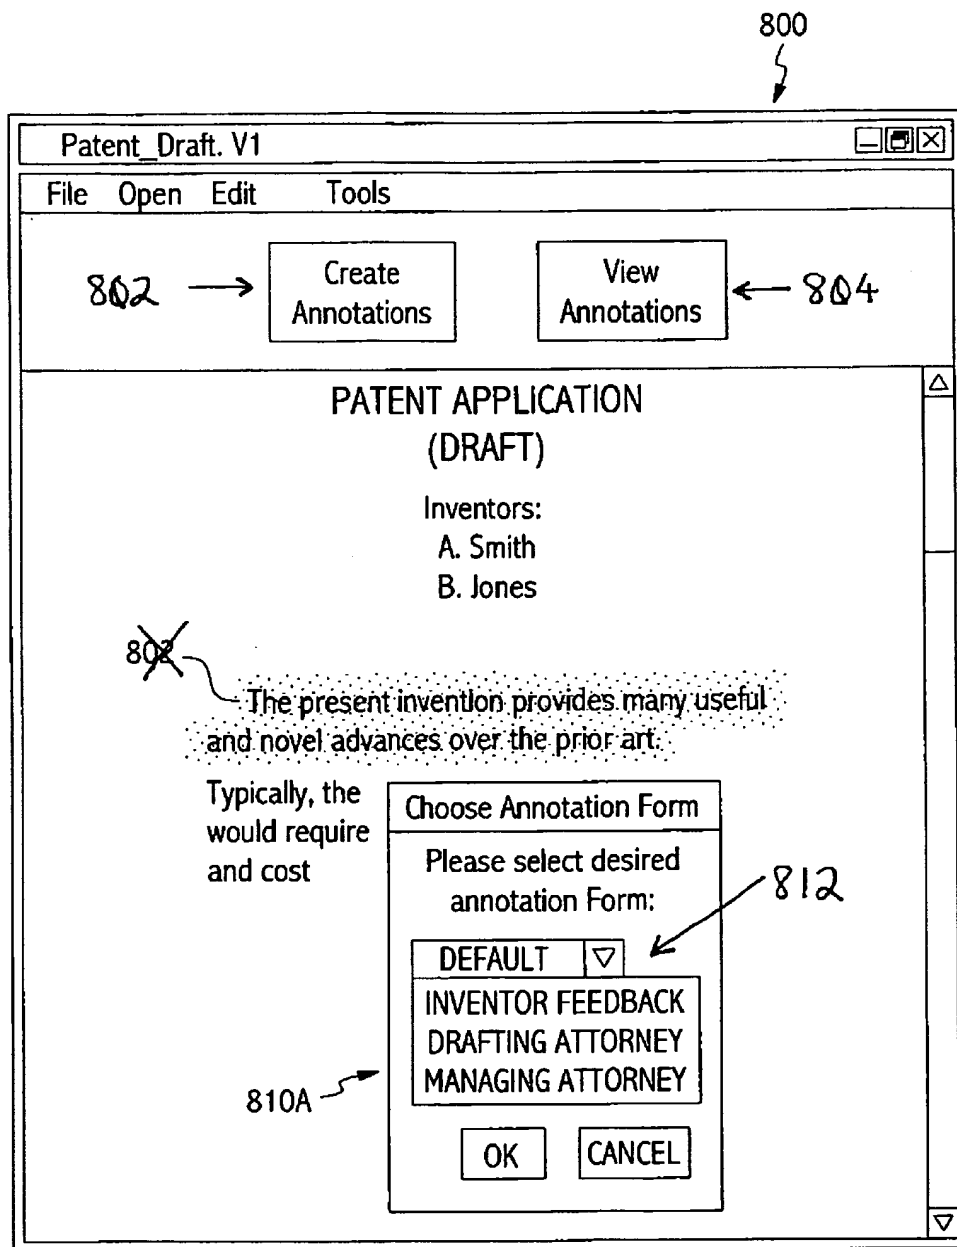 800
Patent_Draft. V1
File Open Edit Tools
802
Create
Annotations
View
Annotations
804
PATENT APPLICATION
(DRAFT)
Inventors:
A. Smith
B. Jones
802
The present invention provides many useful
and novel advances over the prior art.
Typically, the
would require
and cost
Choose Annotation Form
Please select desired
annotation Form:
812
DEFAULT
INVENTOR FEEDBACK
DRAFTING ATTORNEY
MANAGING ATTORNEY
810A
OK CANCEL